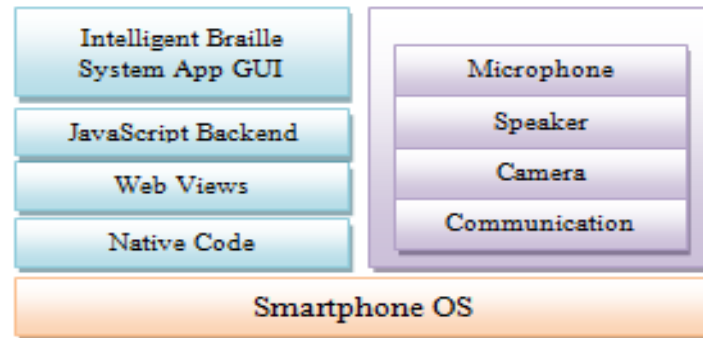 Intelligent Braille
System App GUI
JavaScript Backend
Web Views
Native Code
Microphone
Speaker
Camera
Communication
Smartphone OS